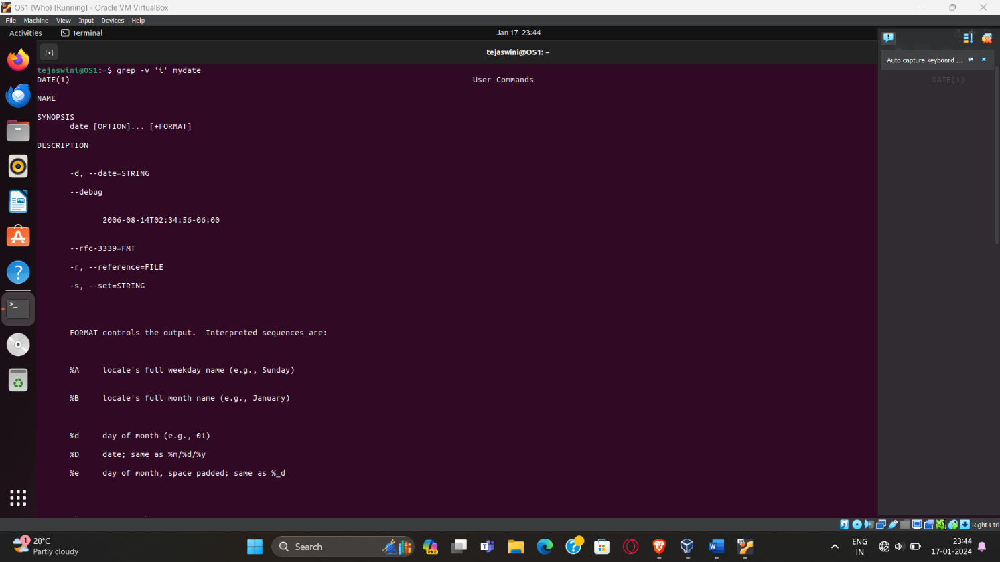 OS1 (Who) [Running] - Oracle VM VirtualBox
File Machine View Input Devices Help
Activities Terminal Jan 17 23:44
tejaswini@OS1: ~
Auto capture keyboard ...
tejaswini@OS1:~$ grep -v 'i' mydate
DATE(1) User Commands DATE(1)
NAME
SYNOPSIS
date [OPTION]... [+FORMAT]
DESCRIPTION
-d, --date=STRING
--debug
2006-08-14T02:34:56-06:00
--rfc-3339=FMT
-r, --reference=FILE
-s, --set=STRING
FORMAT controls the output.  Interpreted sequences are:
%A locale's full weekday name (e.g., Sunday)
%B locale's full month name (e.g., January)
%d day of month (e.g., 01)
%D date; same as %m/%d/%y
%e day of month, space padded; same as %_d
Right Ctrl
1
20°C
Partly cloudy
Search
PRE
ENG
IN
23:44
17-01-2024